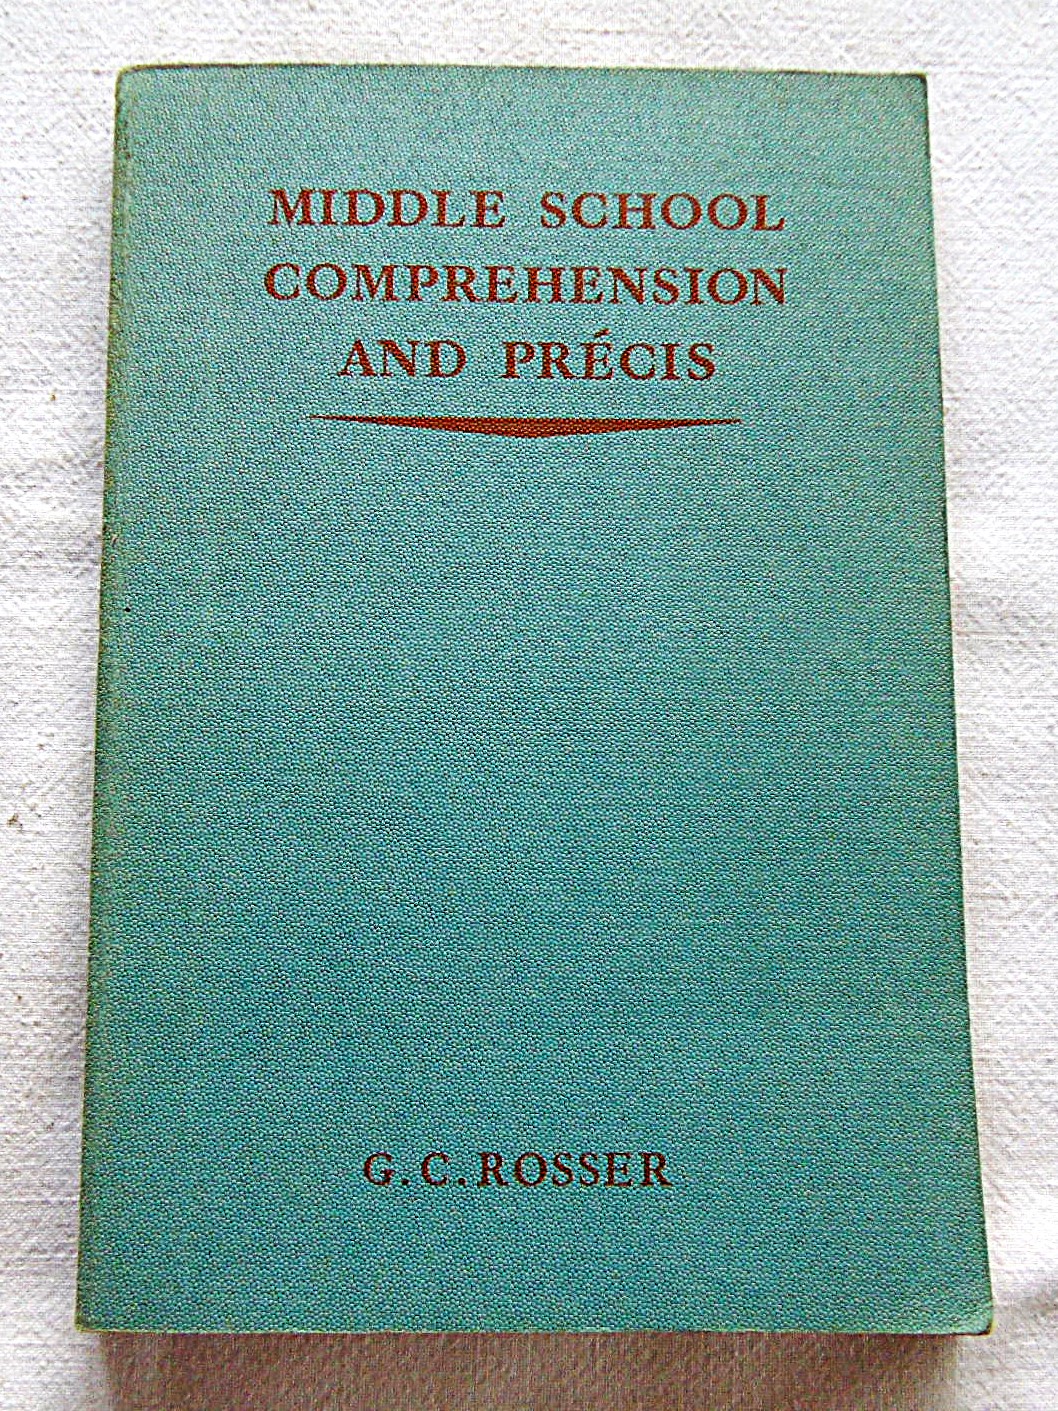 MIDDLE SCHOOL
COMPREHENSION
AND PRÉCIS
G. C. ROSSER